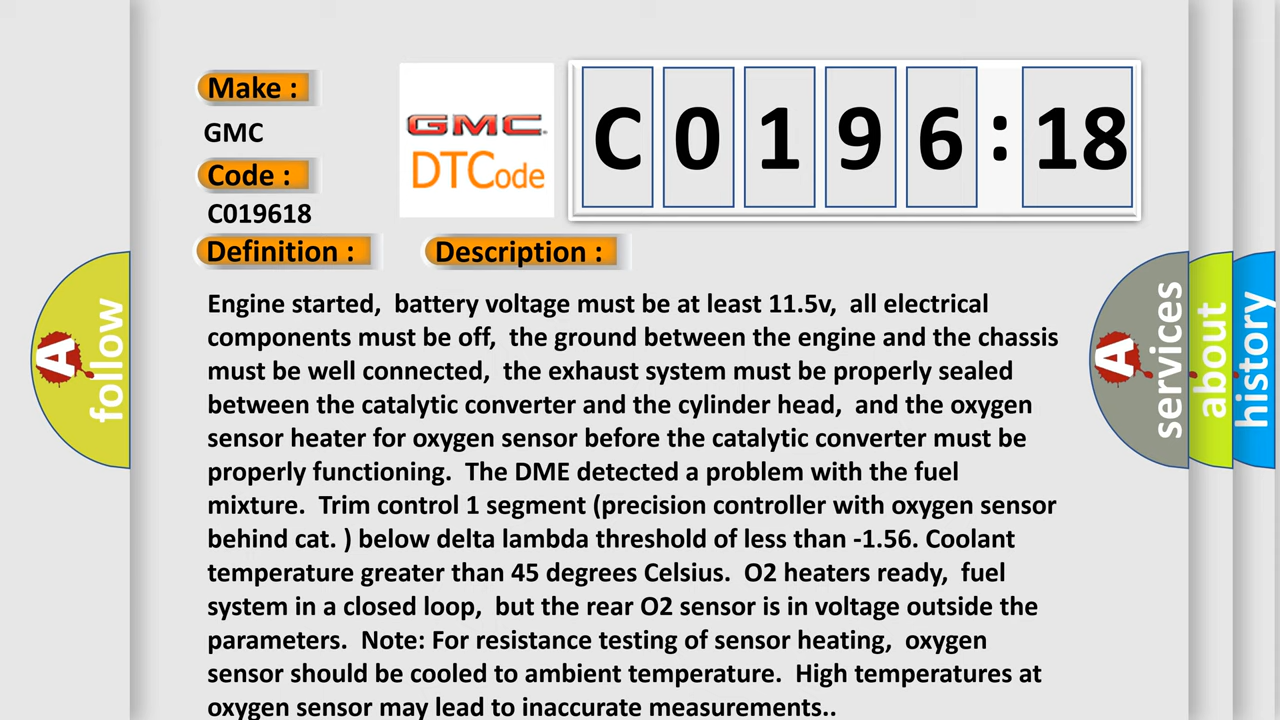 Make :
GMC
Code :
C019618
Definition :
Description :
GMC
DTCode
C0196:18
Engine started, battery voltage must be at least 11.5v, all electrical
components must be off, the ground between the engine and the chassis
must be well connected, the exhaust system must be properly sealed
between the catalytic converter and the cylinder head, and the oxygen
sensor heater for oxygen sensor before the catalytic converter must be
properly functioning. The DME detected a problem with the fuel
mixture. Trim control 1 segment (precision controller with oxygen sensor
behind cat. ) below delta lambda threshold of less than -1.56. Coolant
temperature greater than 45 degrees Celsius. O2 heaters ready, fuel
system in a closed loop, but the rear O2 sensor is in voltage outside the
parameters. Note: For resistance testing of sensor heating, oxygen
sensor should be cooled to ambient temperature. High temperatures at
oxygen sensor may lead to inaccurate measurements..
A
follow
A
services
about
history